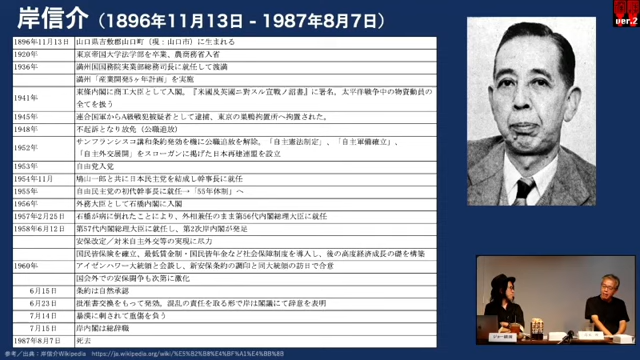 岸信介（1896年11月13日 - 1987年8月7日）
ver.2
1896年11月13日 山口県吉敷郡山口町（現：山口市）に生まれる
1920年 東京帝国大学法学部を卒業、農商務省入省
1936年 満州国国務院実業部総務司長に就任して渡満
満州「産業開発5ヶ年計画」を実施
1941年 東條内閣に商工大臣として入閣。『米國及英國ニ對スル宣戰ノ詔書』に署名。太平洋戦争中の物資動員の
全てを扱う
1945年 連合国軍からA級戦犯被疑者として逮捕、東京の巣鴨拘置所へ拘置された。
1948年 不起訴となり放免（公職追放）
1952年 サンフランシスコ講和条約発効を機に公職追放を解除。「自主憲法制定」、「自主軍備確立」、
「自主外交展開」をスローガンに掲げた日本再建連盟を設立
1953年 自由党入党
1954年11月 鳩山一郎と共に日本民主党を結成し幹事長に就任
1955年 自由民主党の初代幹事長に就任→「55年体制」へ
1956年 外務大臣として石橋内閣に入閣
1957年2月25日 石橋が病に倒れたことにより、外相兼任のまま第56代内閣総理大臣に就任
1958年6月12日 第57代内閣総理大臣に就任し、第2次岸内閣が発足
安保改定／対米自主外交等の実現に尽力
国民皆保険を確立、最低賃金制・国民皆年金など社会保障制度を導入し、後の高度経済成長の礎を構築
1960年 アイゼンハワー大統領と会談し、新安保条約の調印と同大統領の訪日で合意
国会外での安保闘争も次第に激化
6月15日 条約は自然承認
6月23日 批准書交換をもって発効。混乱の責任を取る形で岸は閣議にて辞意を表明
7月14日 暴漢に刺されて重傷を負う
7月15日 岸内閣は総辞職
1987年8月7日 死去
参考／出典：岸信介Wikipedia https://ja.wikipedia.org/wiki/%E5%B2%B8%E4%BF%A1%E4%BB%8B